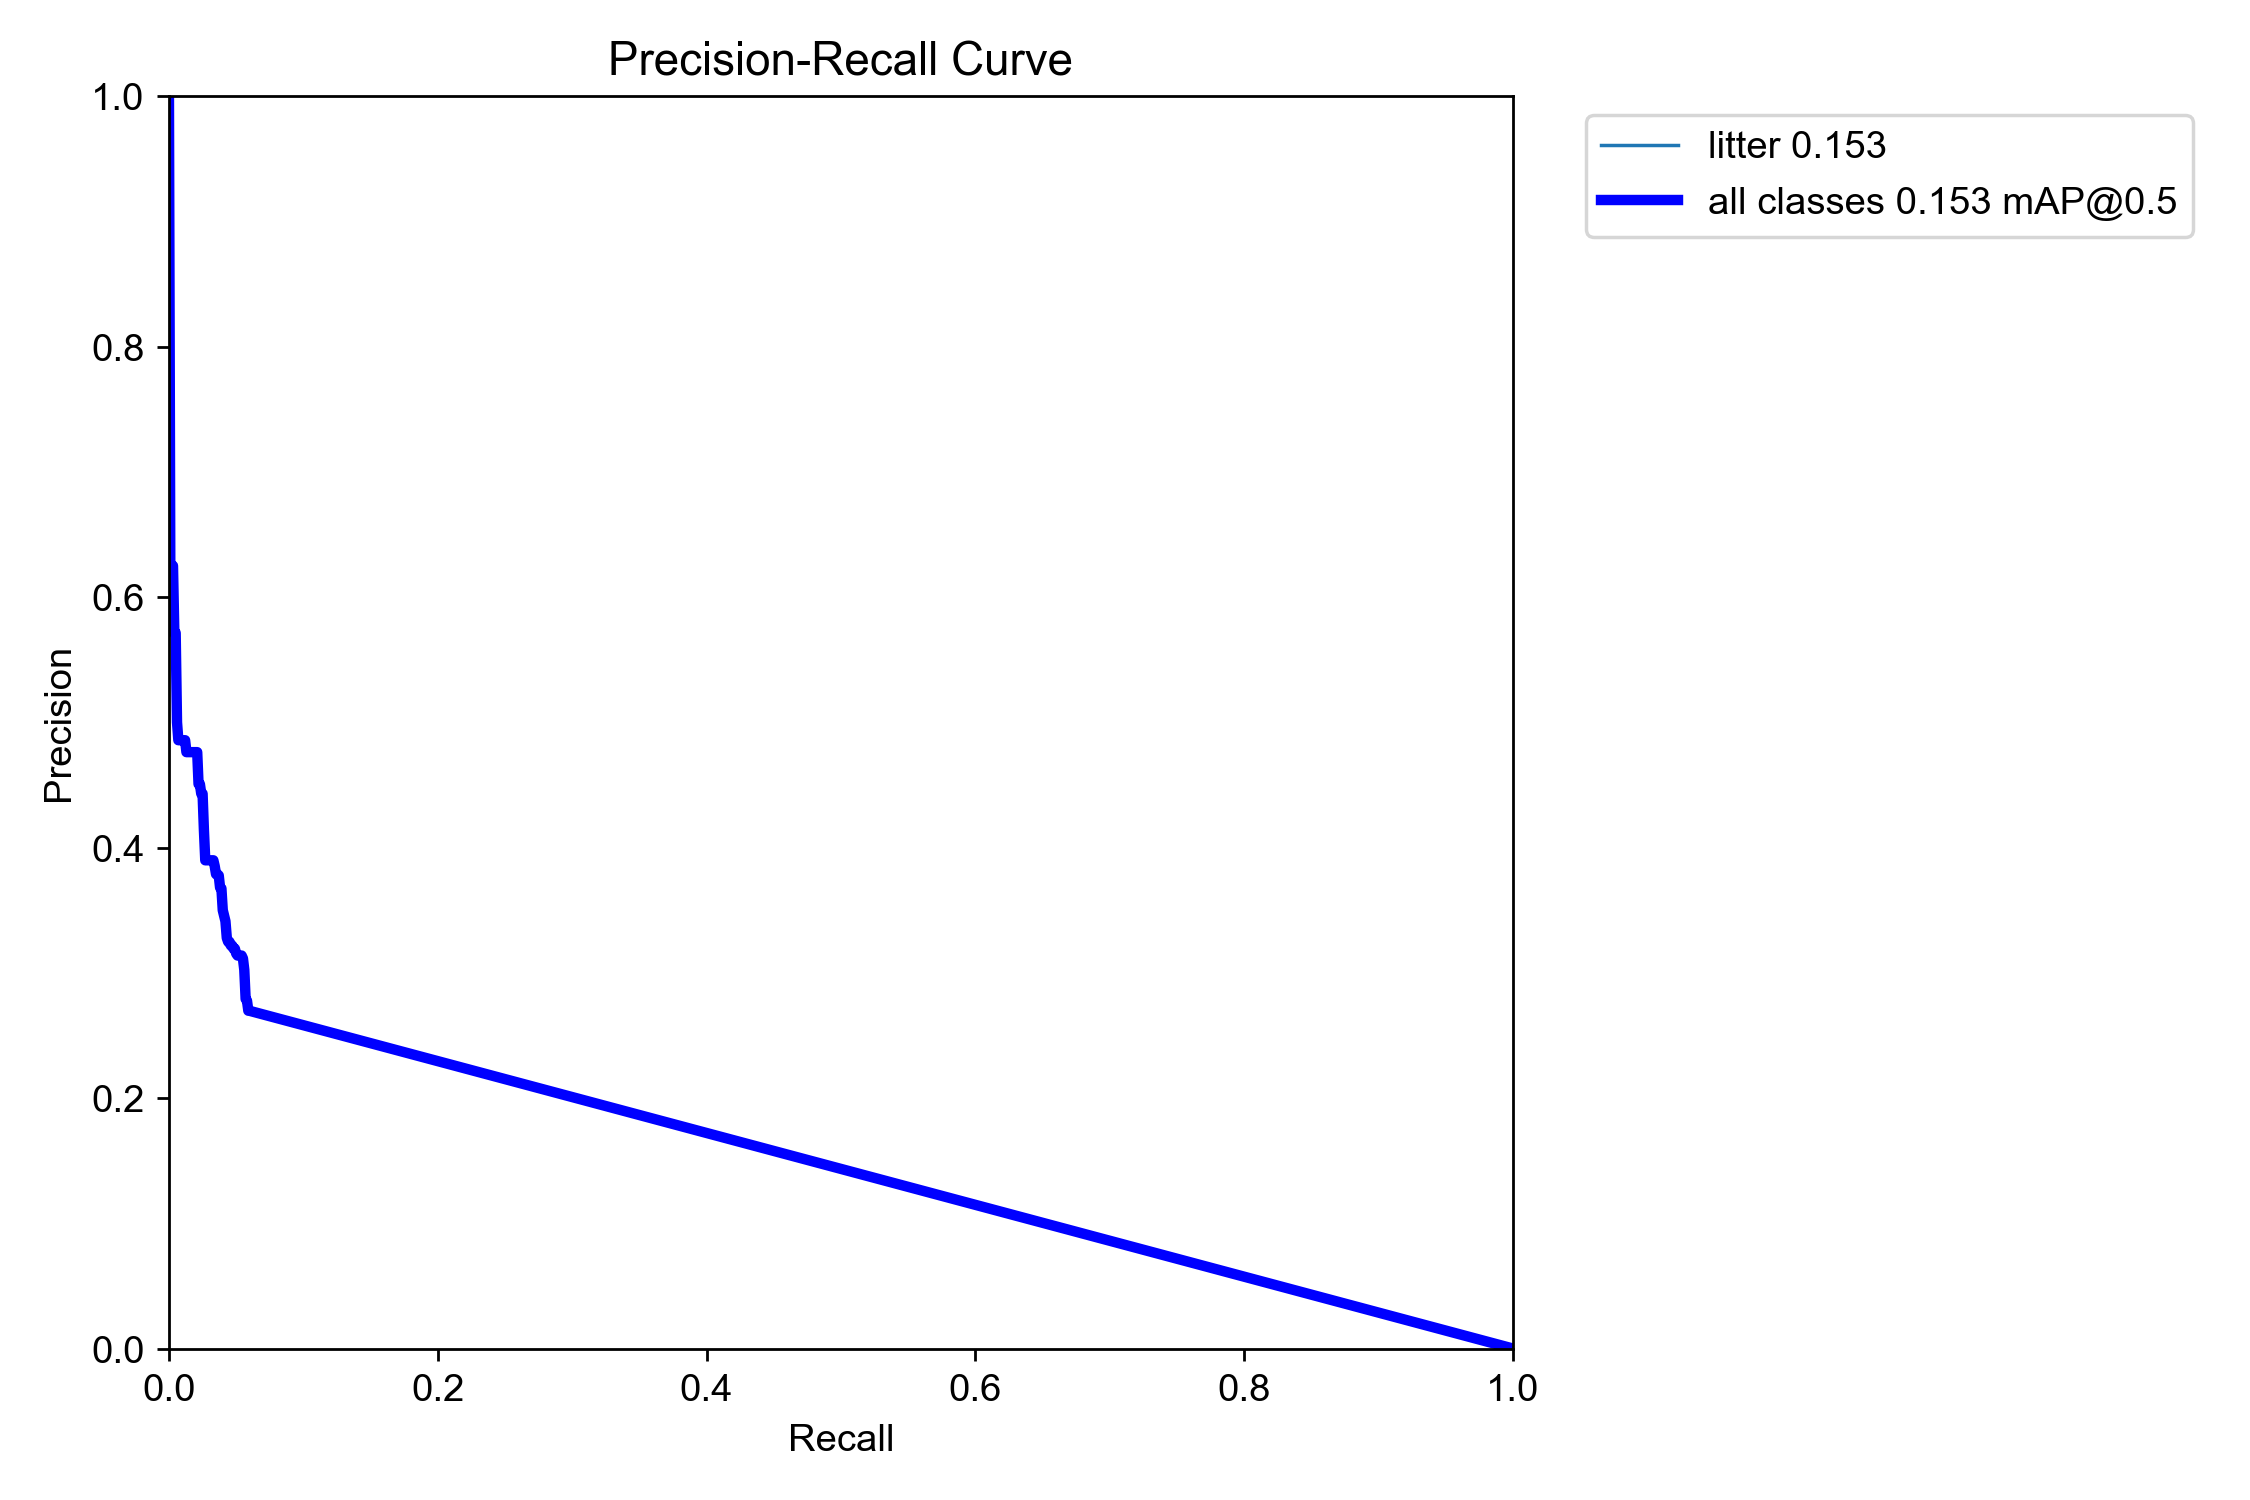 Precision-Recall Curve
litter 0.153
all classes 0.153 mAP@0.5
1.0
0.8
0.6
0.4
0.2
0.0
Precision
0.0 0.2 0.4 0.6 0.8 1.0
Recall